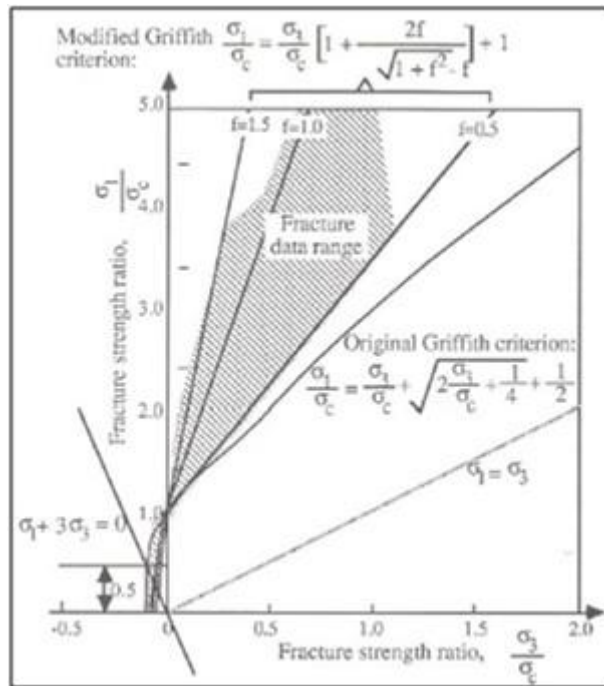 Modified Griffith
criterion:
σ₁/σc = σ₁/σc [1 + 2f/√(1 + f² - f)] + 1
5.0
f=1.5
f=1.0
f=0.5
σ₁/σc
4.0
Fracture
data range
Fracture strength ratio,
3.0
Original Griffith criterion:
σ₁/σc = σ₁/σc + √(2 σ₁/σc + 1/4) + 1/2
2.0
σ₁ = σ₃
1.0
σ₁ + 3σ₃ = 0
0.5
-0.5
0
0.5
1.0
1.5
2.0
Fracture strength ratio, σ₃/σc